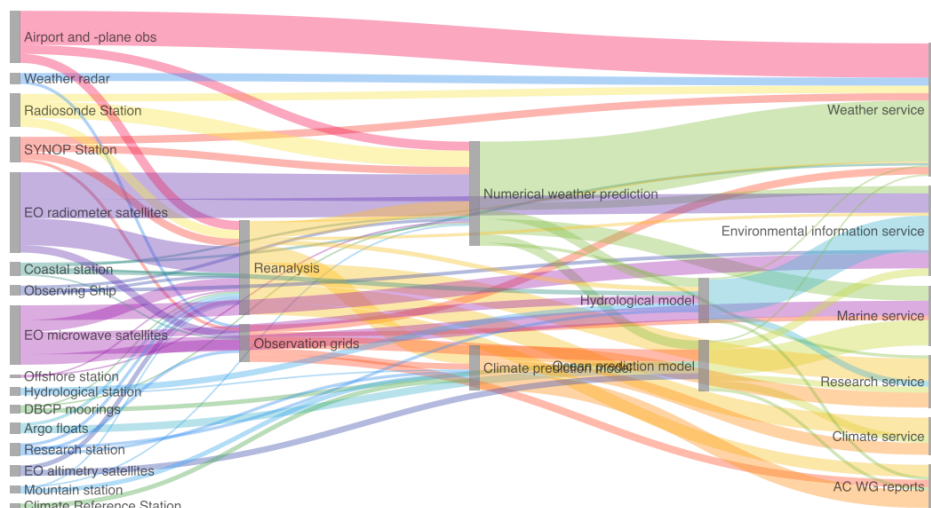 Airport and -plane obs
Weather radar
Radiosonde Station
SYNOP Station
EO radiometer satellites
Coastal station
Observing Ship
EO microwave satellites
Offshore station
Hydrological station
DBCP moorings
Argo floats
Research station
EO altimetry satellites
Mountain station
Climate Reference Station
Reanalysis
Observation grids
Numerical weather prediction
Climate prediction model
Hydrological model
Ocean prediction model
Weather service
Environmental information service
Marine service
Research service
Climate service
AC WG reports